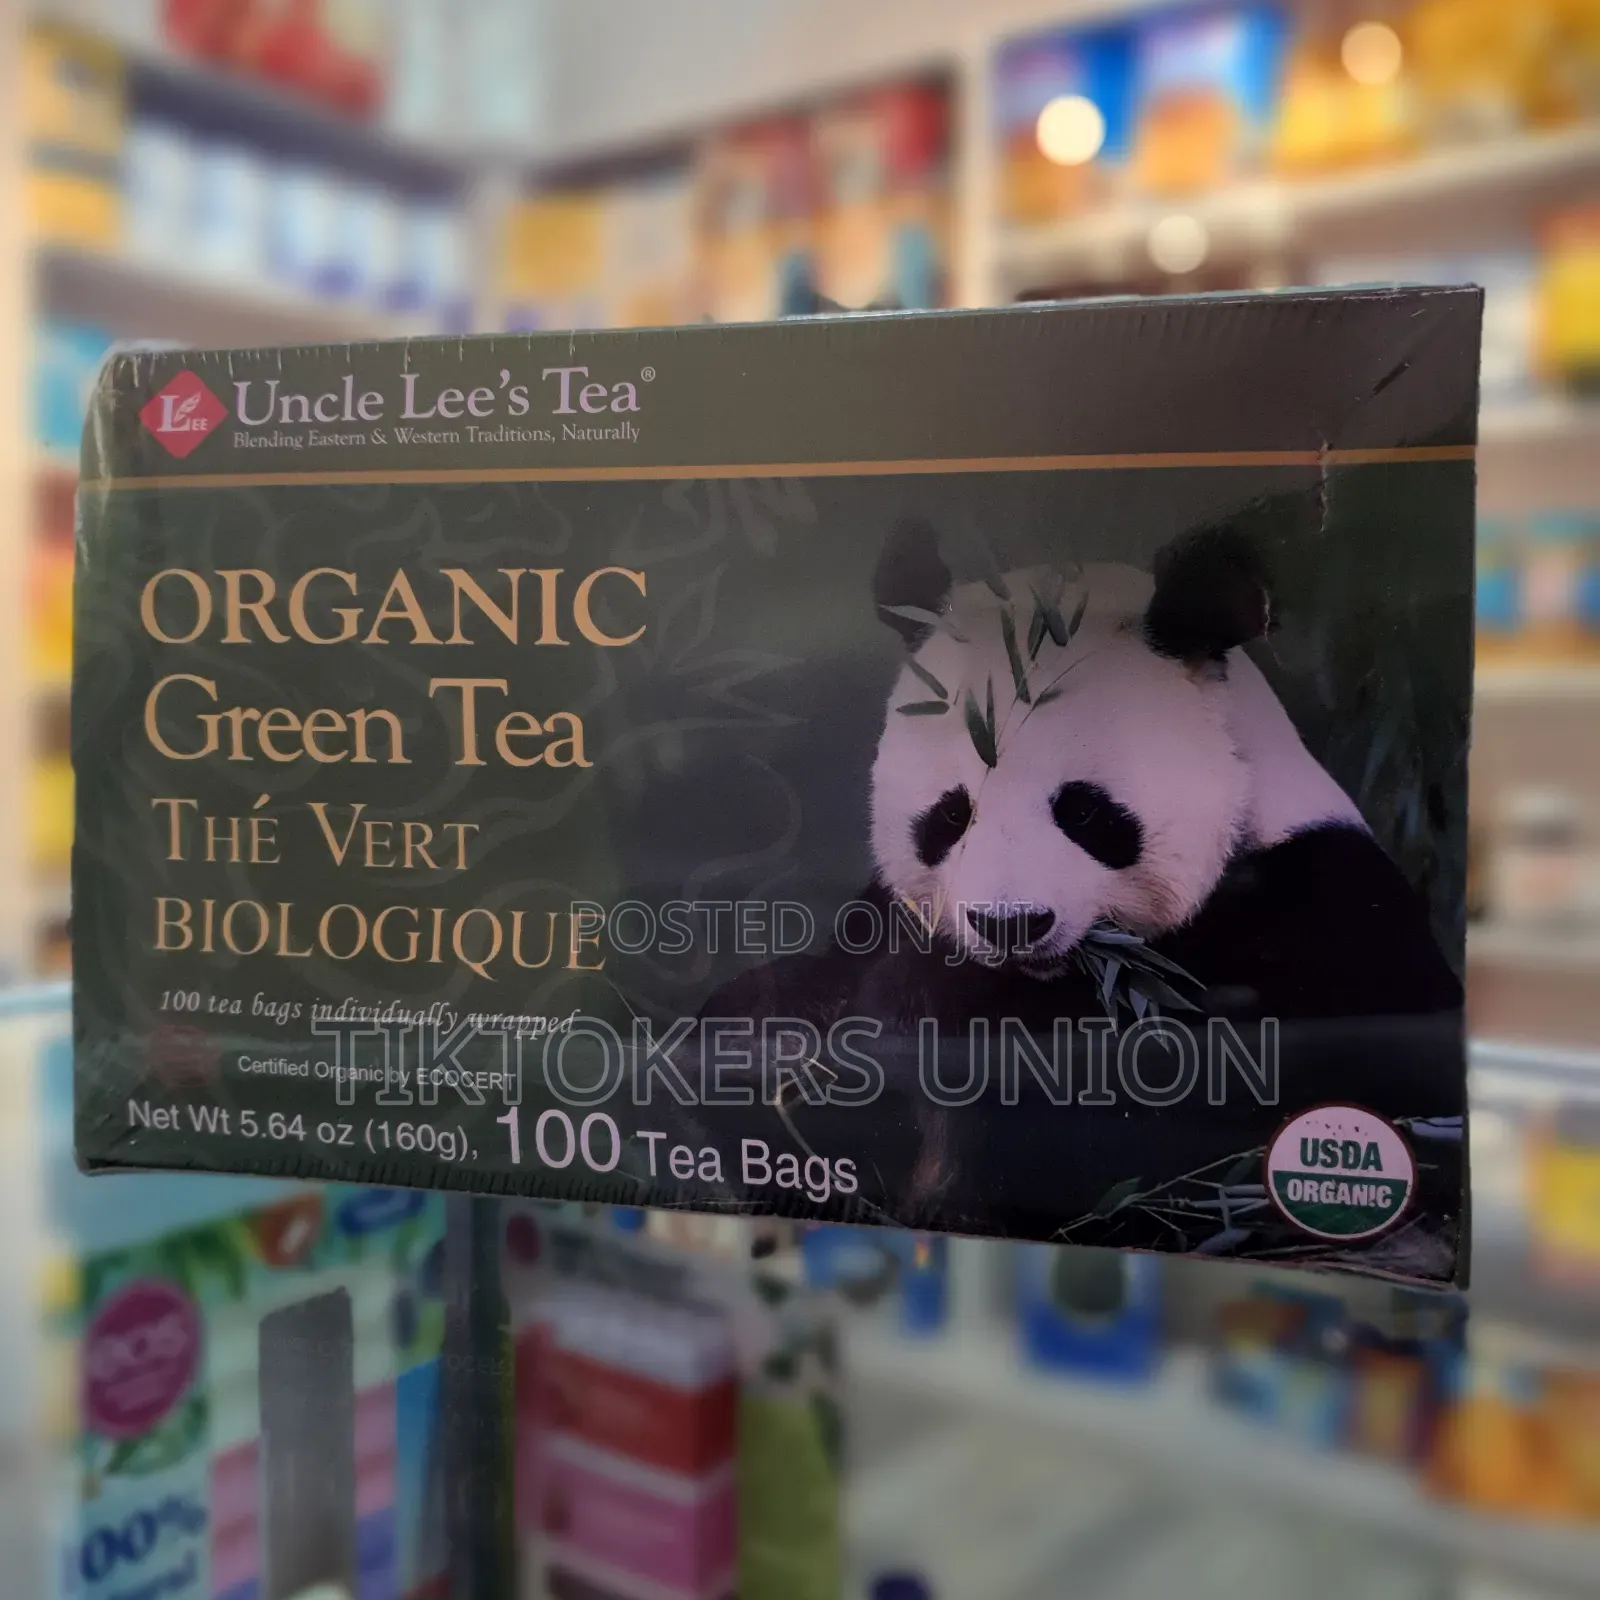 LEE
Uncle Lee's Tea®
Blending Eastern & Western Traditions, Naturally
ORGANIC
Green Tea
THÉ VERT
BIOLOGIQUE
POSTED ON JIJI
100 tea bags individually wrapped
TIKTOKERS UNION
Certified Organic by ECOCERT
Net Wt 5.64 oz (160g), 100 Tea Bags
USDA
ORGANIC